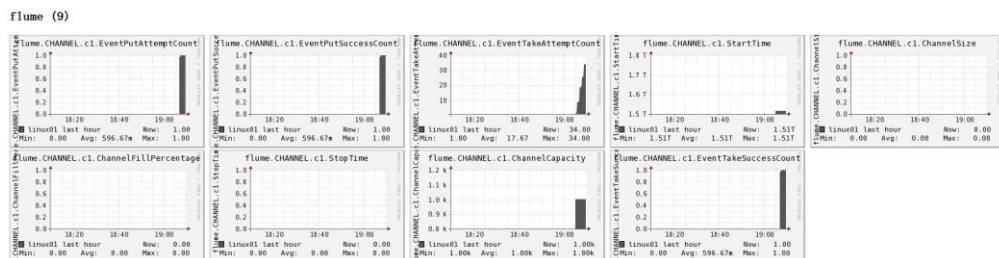 flume (9)
flume.CHANNEL.c1.EventPutAttemptCount
1.0
0.8
0.6
0.4
0.2
0.0
18:20 18:40 19:00
linux01 last hour Now: 1.00
Min: 0.00 Avg: 596.67m Max: 1.00
flume.CHANNEL.c1.EventPutSuccessCount
1.0
0.8
0.6
0.4
0.2
0.0
18:20 18:40 19:00
linux01 last hour Now: 1.00
Min: 0.00 Avg: 596.67m Max: 1.00
flume.CHANNEL.c1.EventTakeAttemptCount
40
30
20
10
18:20 18:40 19:00
linux01 last hour Now: 34.00
Min: 1.00 Avg: 17.67 Max: 34.00
flume.CHANNEL.c1.StartTime
1.8 T
1.7 T
1.6 T
1.5 T
18:20 18:40 19:00
linux01 last hour Now: 1.51T
Min: 1.51T Avg: 1.51T Max: 1.51T
flume.CHANNEL.c1.ChannelSize
1.0
0.8
0.6
0.4
0.2
0.0
18:20 18:40 19:00
linux01 last hour Now: 0.00
Min: 0.00 Avg: 0.00 Max: 0.00
flume.CHANNEL.c1.ChannelFillPercentage
1.0
0.8
0.6
0.4
0.2
0.0
18:20 18:40 19:00
linux01 last hour Now: 0.00
Min: 0.00 Avg: 0.00 Max: 0.00
flume.CHANNEL.c1.StopTime
1.0
0.8
0.6
0.4
0.2
0.0
18:20 18:40 19:00
linux01 last hour Now: 0.00
Min: 0.00 Avg: 0.00 Max: 0.00
flume.CHANNEL.c1.ChannelCapacity
1.2 k
1.1 k
1.0 k
0.9 k
0.8 k
18:20 18:40 19:00
linux01 last hour Now: 1.00k
Min: 1.00k Avg: 1.00k Max: 1.00k
flume.CHANNEL.c1.EventTakeSuccessCount
1.0
0.8
0.6
0.4
0.2
0.0
18:20 18:40 19:00
linux01 last hour Now: 1.00
Min: 0.00 Avg: 596.67m Max: 1.00